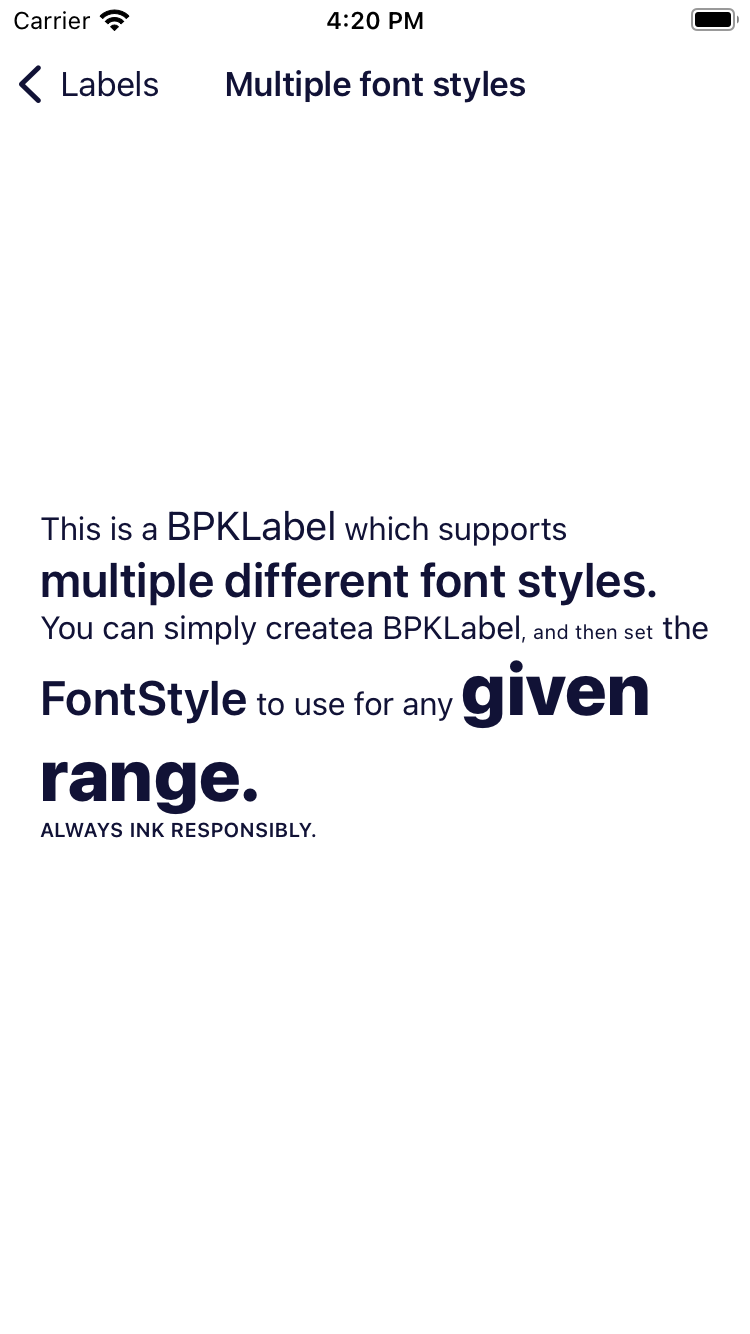 Carrier 4:20 PM
Labels Multiple font styles
This is a BPKLabel which supports
multiple different font styles.
You can simply createa BPKLabel, and then set the
FontStyle to use for any given
range.
ALWAYS INK RESPONSIBLY.